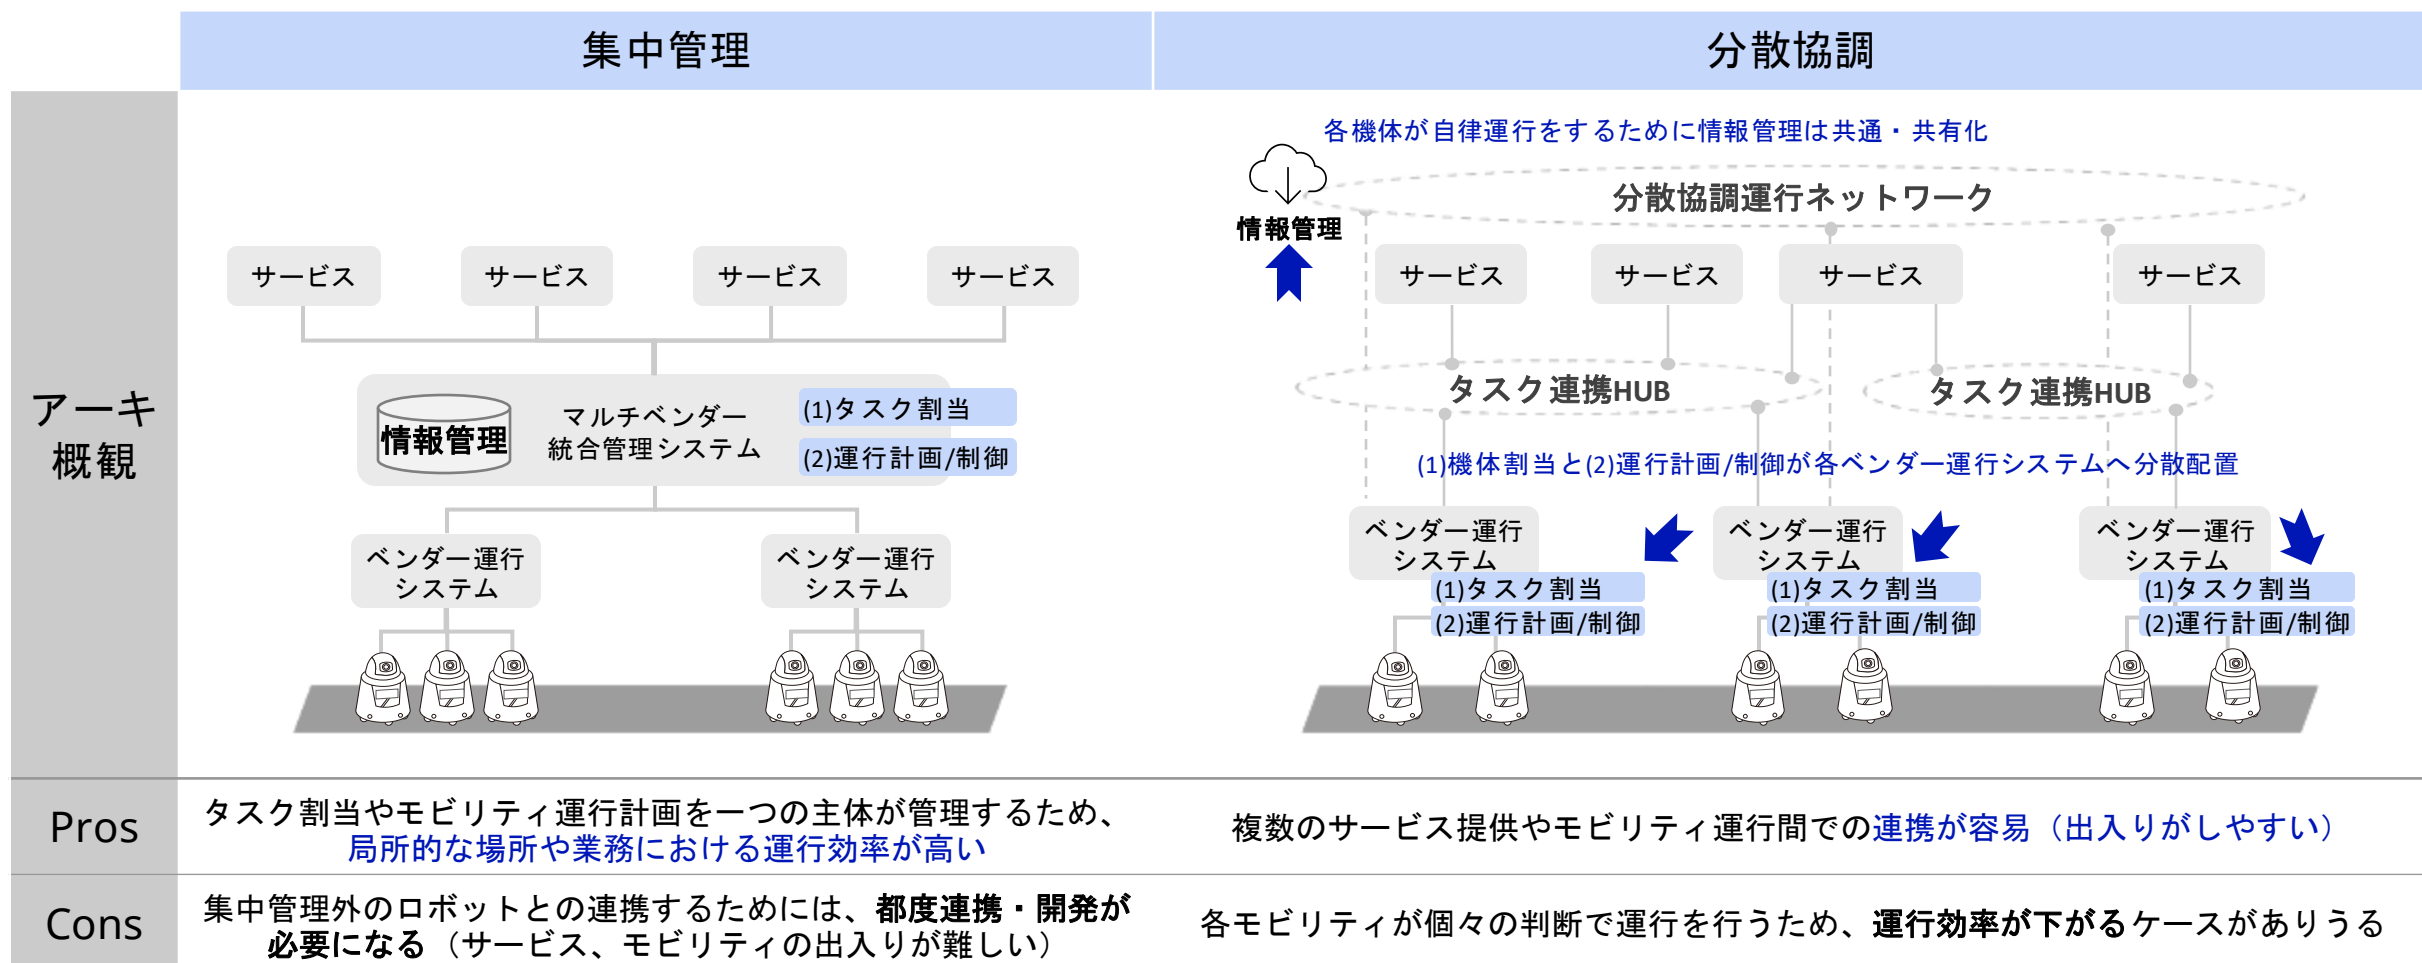 集中管理
分散協調
アーキ
概観
サービス
サービス
サービス
サービス
情報管理
マルチベンダー
統合管理システム
(1)タスク割当
(2)運行計画/制御
ベンダー運行
システム
ベンダー運行
システム
各機体が自律運行をするために情報管理は共通・共有化
分散協調運行ネットワーク
情報管理
サービス
サービス
サービス
サービス
タスク連携HUB
タスク連携HUB
(1)機体割当と(2)運行計画/制御が各ベンダー運行システムへ分散配置
ベンダー運行
システム
(1)タスク割当
(2)運行計画/制御
ベンダー運行
システム
(1)タスク割当
(2)運行計画/制御
ベンダー運行
システム
(1)タスク割当
(2)運行計画/制御
Pros
タスク割当やモビリティ運行計画を一つの主体が管理するため、
局所的な場所や業務における運行効率が高い
複数のサービス提供やモビリティ運行間での連携が容易（出入りがしやすい）
Cons
集中管理外のロボットとの連携するためには、都度連携・開発が
必要になる（サービス、モビリティの出入りが難しい）
各モビリティが個々の判断で運行を行うため、運行効率が下がるケースがありうる